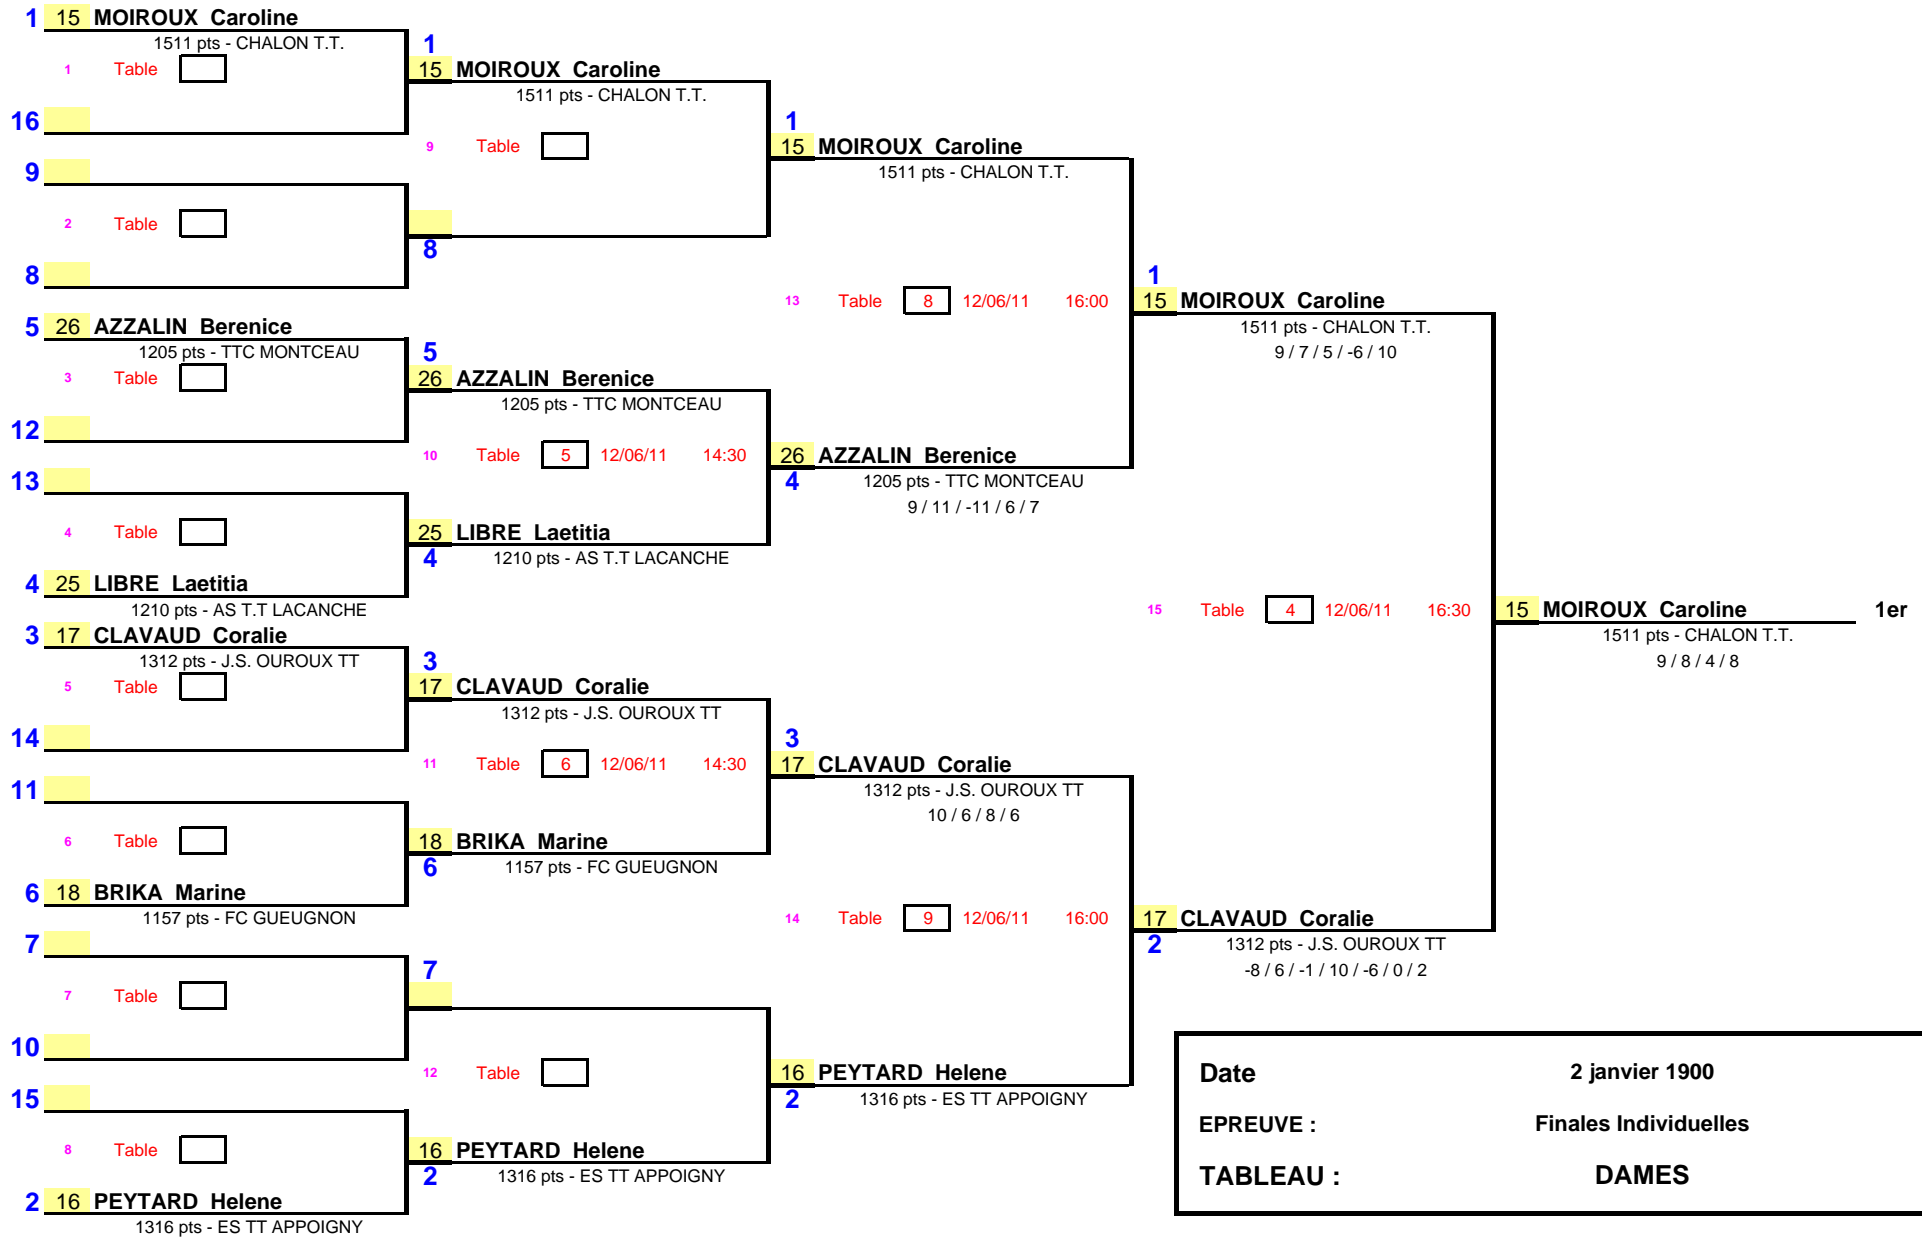 1 15 MOIROUX Caroline
1511 pts - CHALON T.T.
1 Table
16
9
2 Table
8
5 26 AZZALIN Berenice
1205 pts - TTC MONTCEAU
3 Table
12
13
4 Table
4 25 LIBRE Laetitia
1210 pts - AS T.T LACANCHE
3 17 CLAVAUD Coralie
1312 pts - J.S. OUROUX TT
5 Table
14
11
6 Table
6 18 BRIKA Marine
1157 pts - FC GUEUGNON
7
7 Table
10
15
8 Table
2 16 PEYTARD Helene
1316 pts - ES TT APPOIGNY
1
15 MOIROUX Caroline
1511 pts - CHALON T.T.
9 Table
8
5
26 AZZALIN Berenice
1205 pts - TTC MONTCEAU
10 Table 5 12/06/11 14:30
25 LIBRE Laetitia
4
1210 pts - AS T.T LACANCHE
3
17 CLAVAUD Coralie
1312 pts - J.S. OUROUX TT
11 Table 6 12/06/11 14:30
18 BRIKA Marine
6
1157 pts - FC GUEUGNON
7
12 Table
16 PEYTARD Helene
2
1316 pts - ES TT APPOIGNY
1
15 MOIROUX Caroline
1511 pts - CHALON T.T.
13 Table 8 12/06/11 16:00
26 AZZALIN Berenice
4
1205 pts - TTC MONTCEAU
9 / 11 / -11 / 6 / 7
3
17 CLAVAUD Coralie
1312 pts - J.S. OUROUX TT
10 / 6 / 8 / 6
14 Table 9 12/06/11 16:00
16 PEYTARD Helene
2
1316 pts - ES TT APPOIGNY
1
15 MOIROUX Caroline
1511 pts - CHALON T.T.
9 / 7 / 5 / -6 / 10
15 Table 4 12/06/11 16:30
17 CLAVAUD Coralie
2
1312 pts - J.S. OUROUX TT
-8 / 6 / -1 / 10 / -6 / 0 / 2
15 MOIROUX Caroline 1er
1511 pts - CHALON T.T.
9 / 8 / 4 / 8
Date 2 janvier 1900
EPREUVE : Finales Individuelles
TABLEAU : DAMES